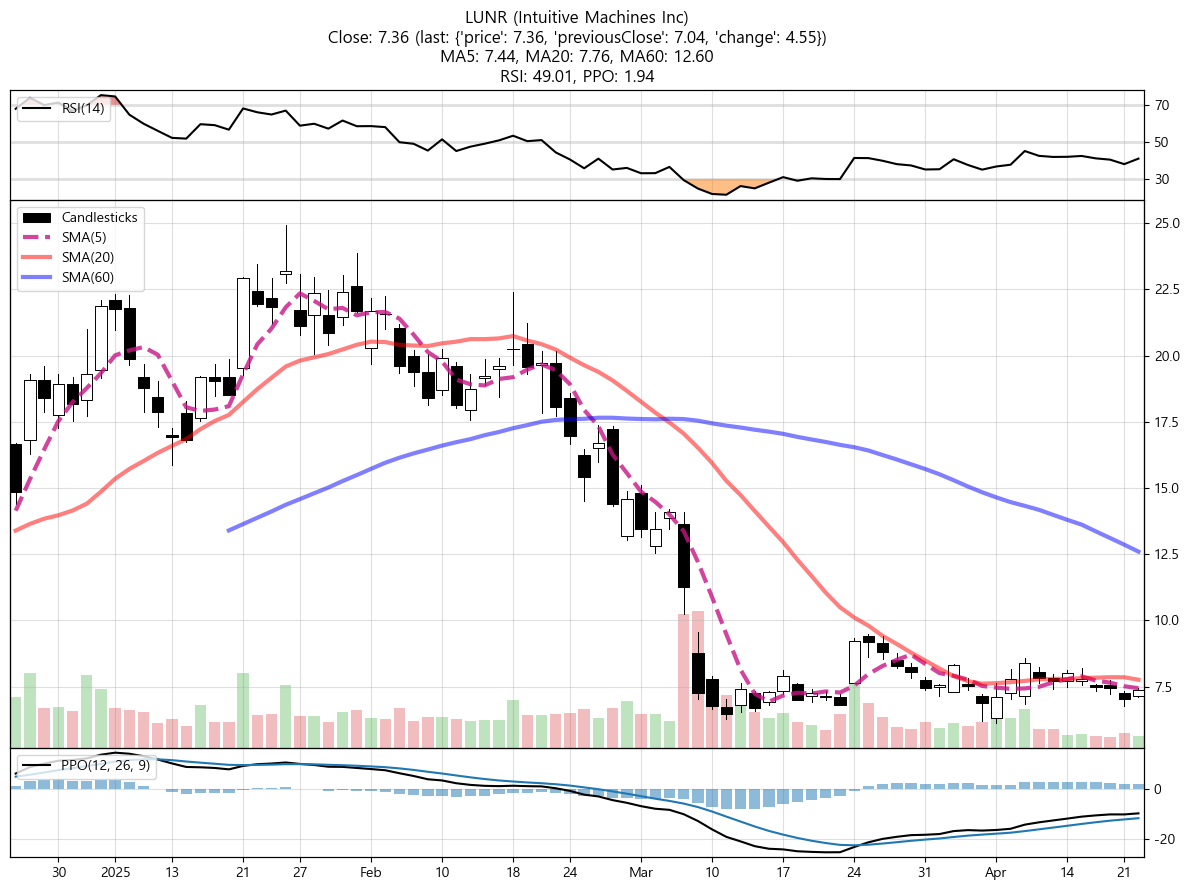 LUNR (Intuitive Machines Inc)
Close: 7.36 (last: {'price': 7.36, 'previousClose': 7.04, 'change': 4.55})
MA5: 7.44, MA20: 7.76, MA60: 12.60
RSI: 49.01, PPO: 1.94
RSI(14)
70
50
30
Candlesticks
SMA(5)
SMA(20)
SMA(60)
25.0
22.5
20.0
17.5
15.0
12.5
10.0
7.5
PPO(12, 26, 9)
0
-20
30 2025 13 21 27 Feb 10 18 24 Mar 10 17 24 31 Apr 14 21